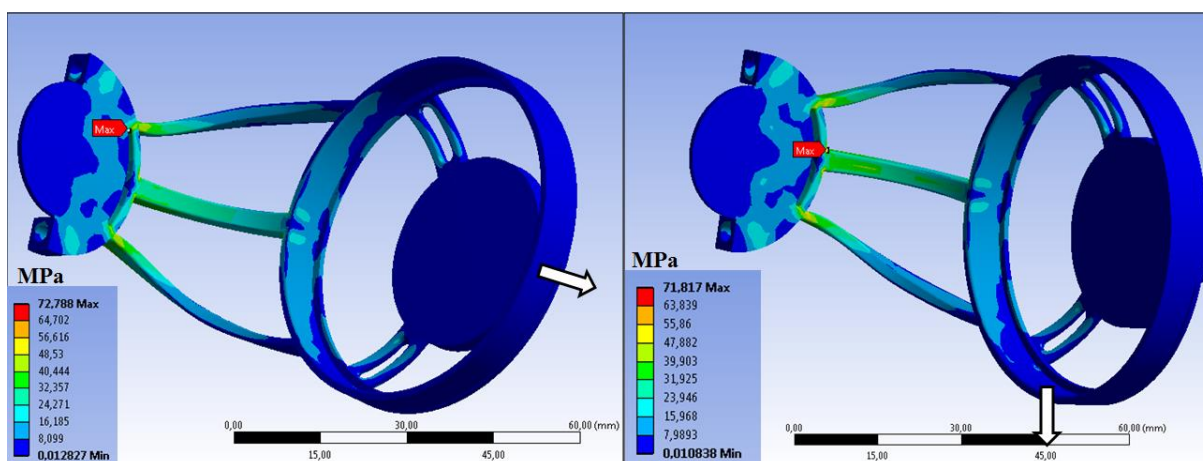 Max
MPa
72,788 Max
64,702
56,616
48,53
40,444
32,357
24,271
16,185
8,099
0,012827 Min
0,00 30,00 60,00 (mm)
15,00 45,00
Max
MPa
71,817 Max
63,839
55,86
47,882
39,903
31,925
23,946
15,968
7,9893
0,010838 Min
0,00 30,00 60,00 (mm)
15,00 45,00